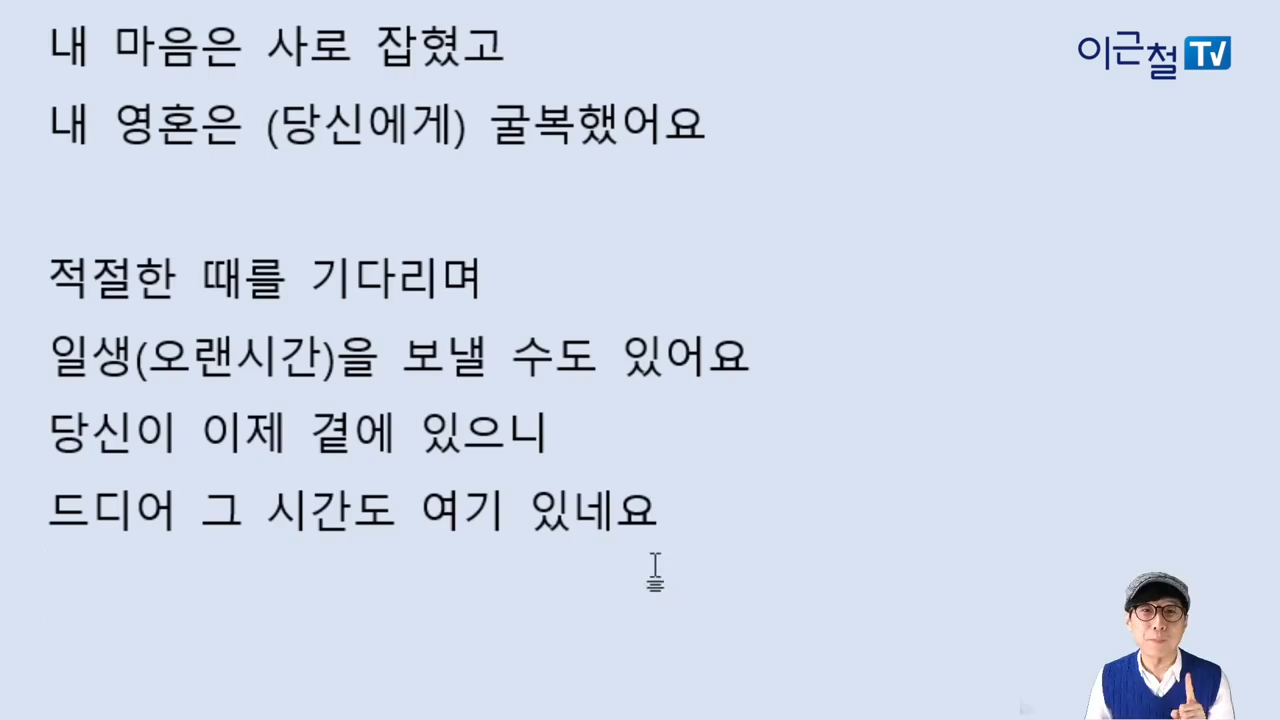 내 마음은 사로 잡혔고
이근철 TV
내 영혼은 (당신에게) 굴복했어요
적절한 때를 기다리며
일생(오랜시간)을 보낼 수도 있어요
당신이 이제 곁에 있으니
드디어 그 시간도 여기 있네요